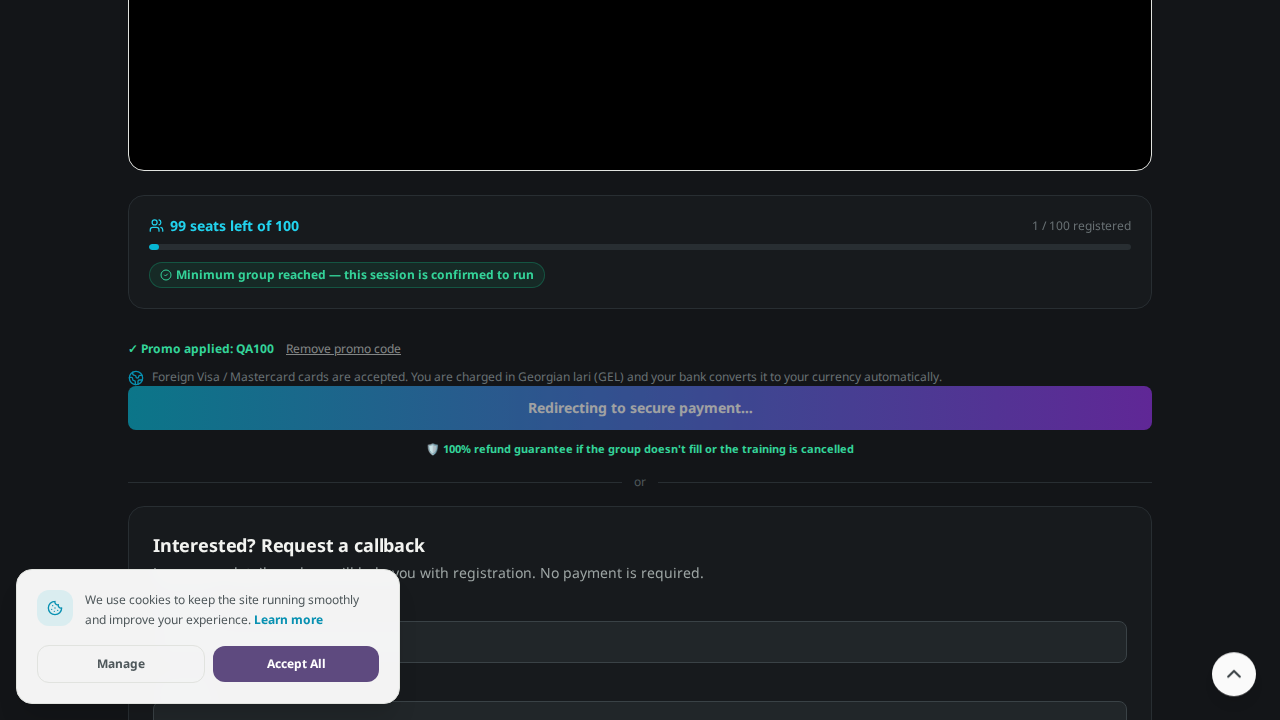 99 seats left of 100
1 / 100 registered
Minimum group reached — this session is confirmed to run
✓ Promo applied: QA100 Remove promo code
Foreign Visa / Mastercard cards are accepted. You are charged in Georgian lari (GEL) and your bank converts it to your currency automatically.
Redirecting to secure payment...
🛡️ 100% refund guarantee if the group doesn't fill or the training is cancelled
or
Interested? Request a callback
you with registration. No payment is required.
We use cookies to keep the site running smoothly
and improve your experience. Learn more
Manage
Accept All